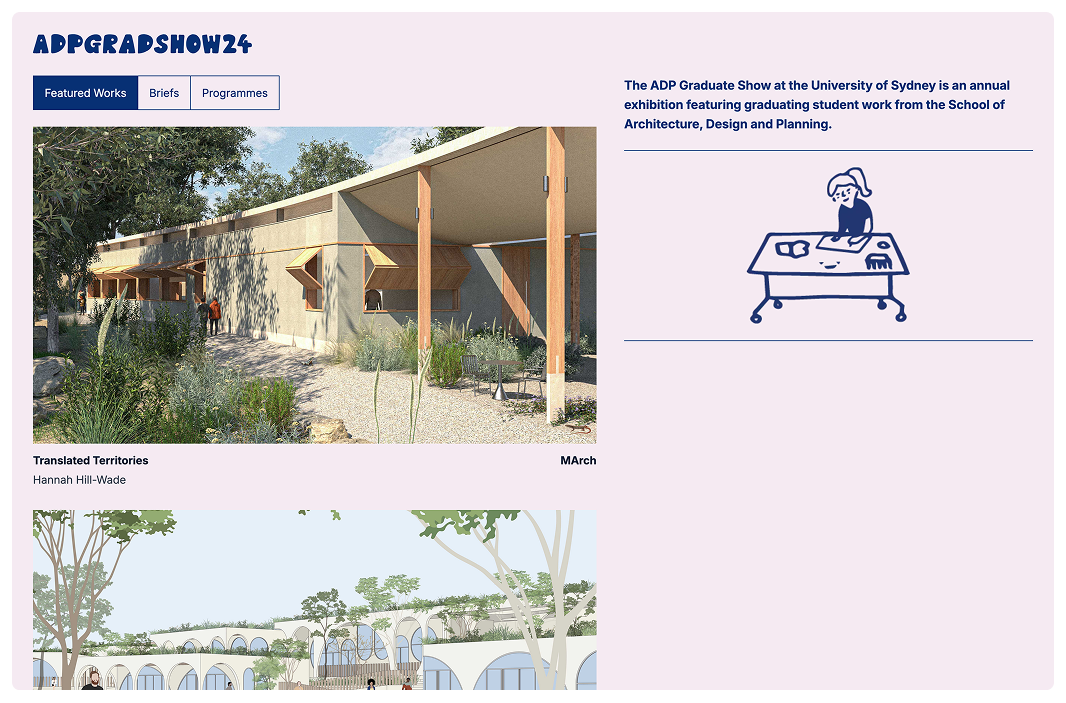 ADPGRADSHOW24
Featured Works
Briefs
Programmes
The ADP Graduate Show at the University of Sydney is an annual
exhibition featuring graduating student work from the School of
Architecture, Design and Planning.
Translated Territories
MArch
Hannah Hill-Wade